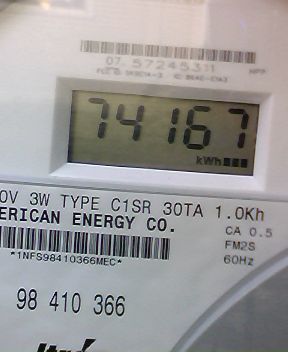 07 57245311
74167
kWh
0V 3W TYPE C1SR 30TA 1.0Kh
ERICAN ENERGY CO.
CA 0.5
FM2S
*1NFS98410366MEC*
60Hz
98 410 366